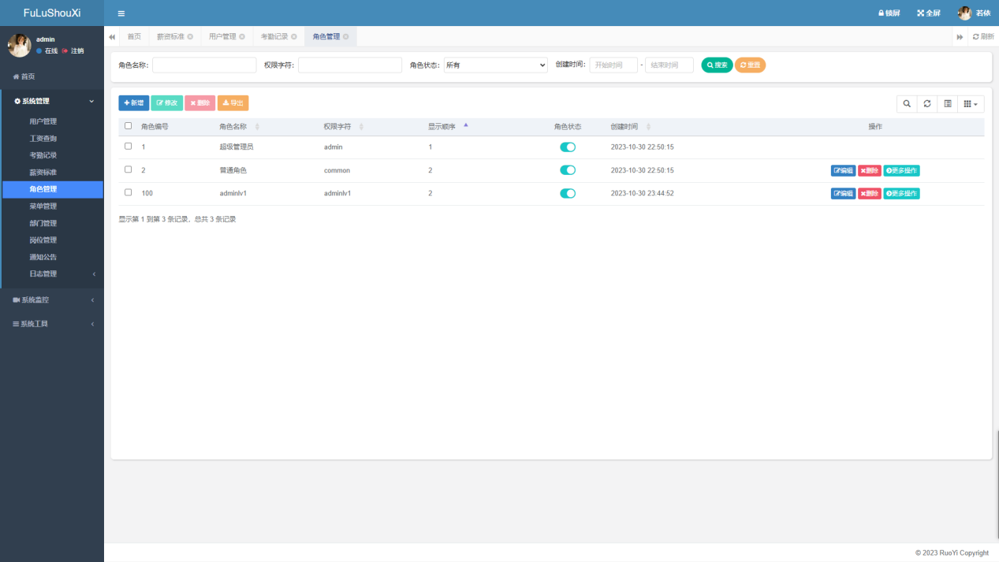 FuLuShouXi
锁屏 全屏 若依
admin
在线 注销
首页 薪资标准 用户管理 考勤记录 角色管理 刷新
首页
系统管理
用户管理
工资查询
考勤记录
薪资标准
角色管理
菜单管理
部门管理
岗位管理
通知公告
日志管理
系统监控
系统工具
角色名称: 权限字符: 角色状态: 所有 创建时间: 开始时间 - 结束时间 搜索 重置
新增 修改 删除 导出
角色编号 角色名称 权限字符 显示顺序 角色状态 创建时间 操作
1 超级管理员 admin 1 2023-10-30 22:50:15
2 普通角色 common 2 2023-10-30 22:50:15 编辑 删除 更多操作
100 adminlv1 adminlv1 2 2023-10-30 23:44:52 编辑 删除 更多操作
显示第 1 到第 3 条记录，总共 3 条记录
© 2023 RuoYi Copyright